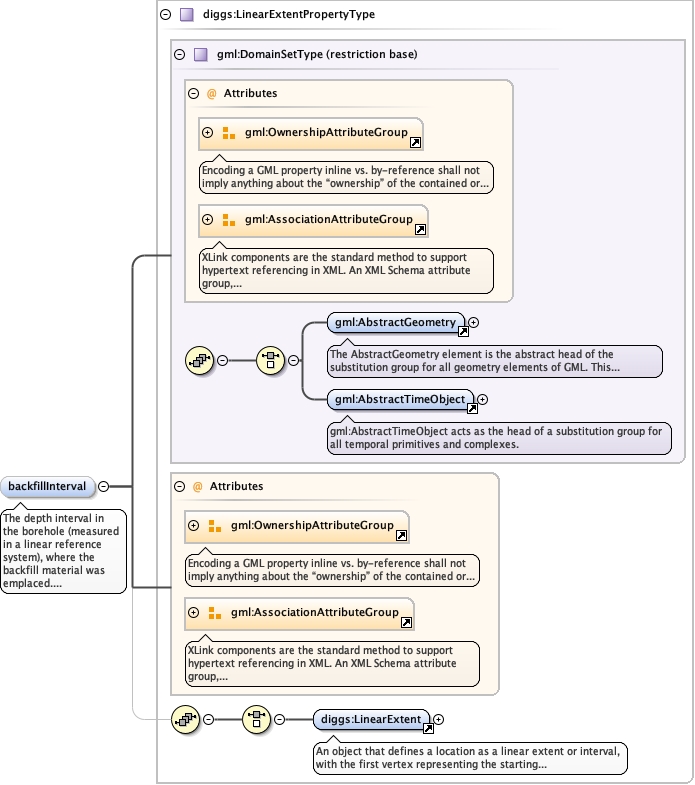 diggs:LinearExtentPropertyType
gml:DomainSetType (restriction base)
@ Attributes
gml:OwnershipAttributeGroup
Encoding a GML property inline vs. by-reference shall not
imply anything about the “ownership” of the contained or...
gml:AssociationAttributeGroup
XLink components are the standard method to support
hypertext referencing in XML. An XML Schema attribute
group,...
gml:AbstractGeometry
The AbstractGeometry element is the abstract head of the
substitution group for all geometry elements of GML. This...
gml:AbstractTimeObject
gml:AbstractTimeObject acts as the head of a substitution group for
all temporal primitives and complexes.
backfillInterval
The depth interval in
the borehole (measured
in a linear reference
system), where the
backfill material was
emplaced....
@ Attributes
gml:OwnershipAttributeGroup
Encoding a GML property inline vs. by-reference shall not
imply anything about the “ownership” of the contained or...
gml:AssociationAttributeGroup
XLink components are the standard method to support
hypertext referencing in XML. An XML Schema attribute
group,...
diggs:LinearExtent
An object that defines a location as a linear extent or interval,
with the first vertex representing the starting...